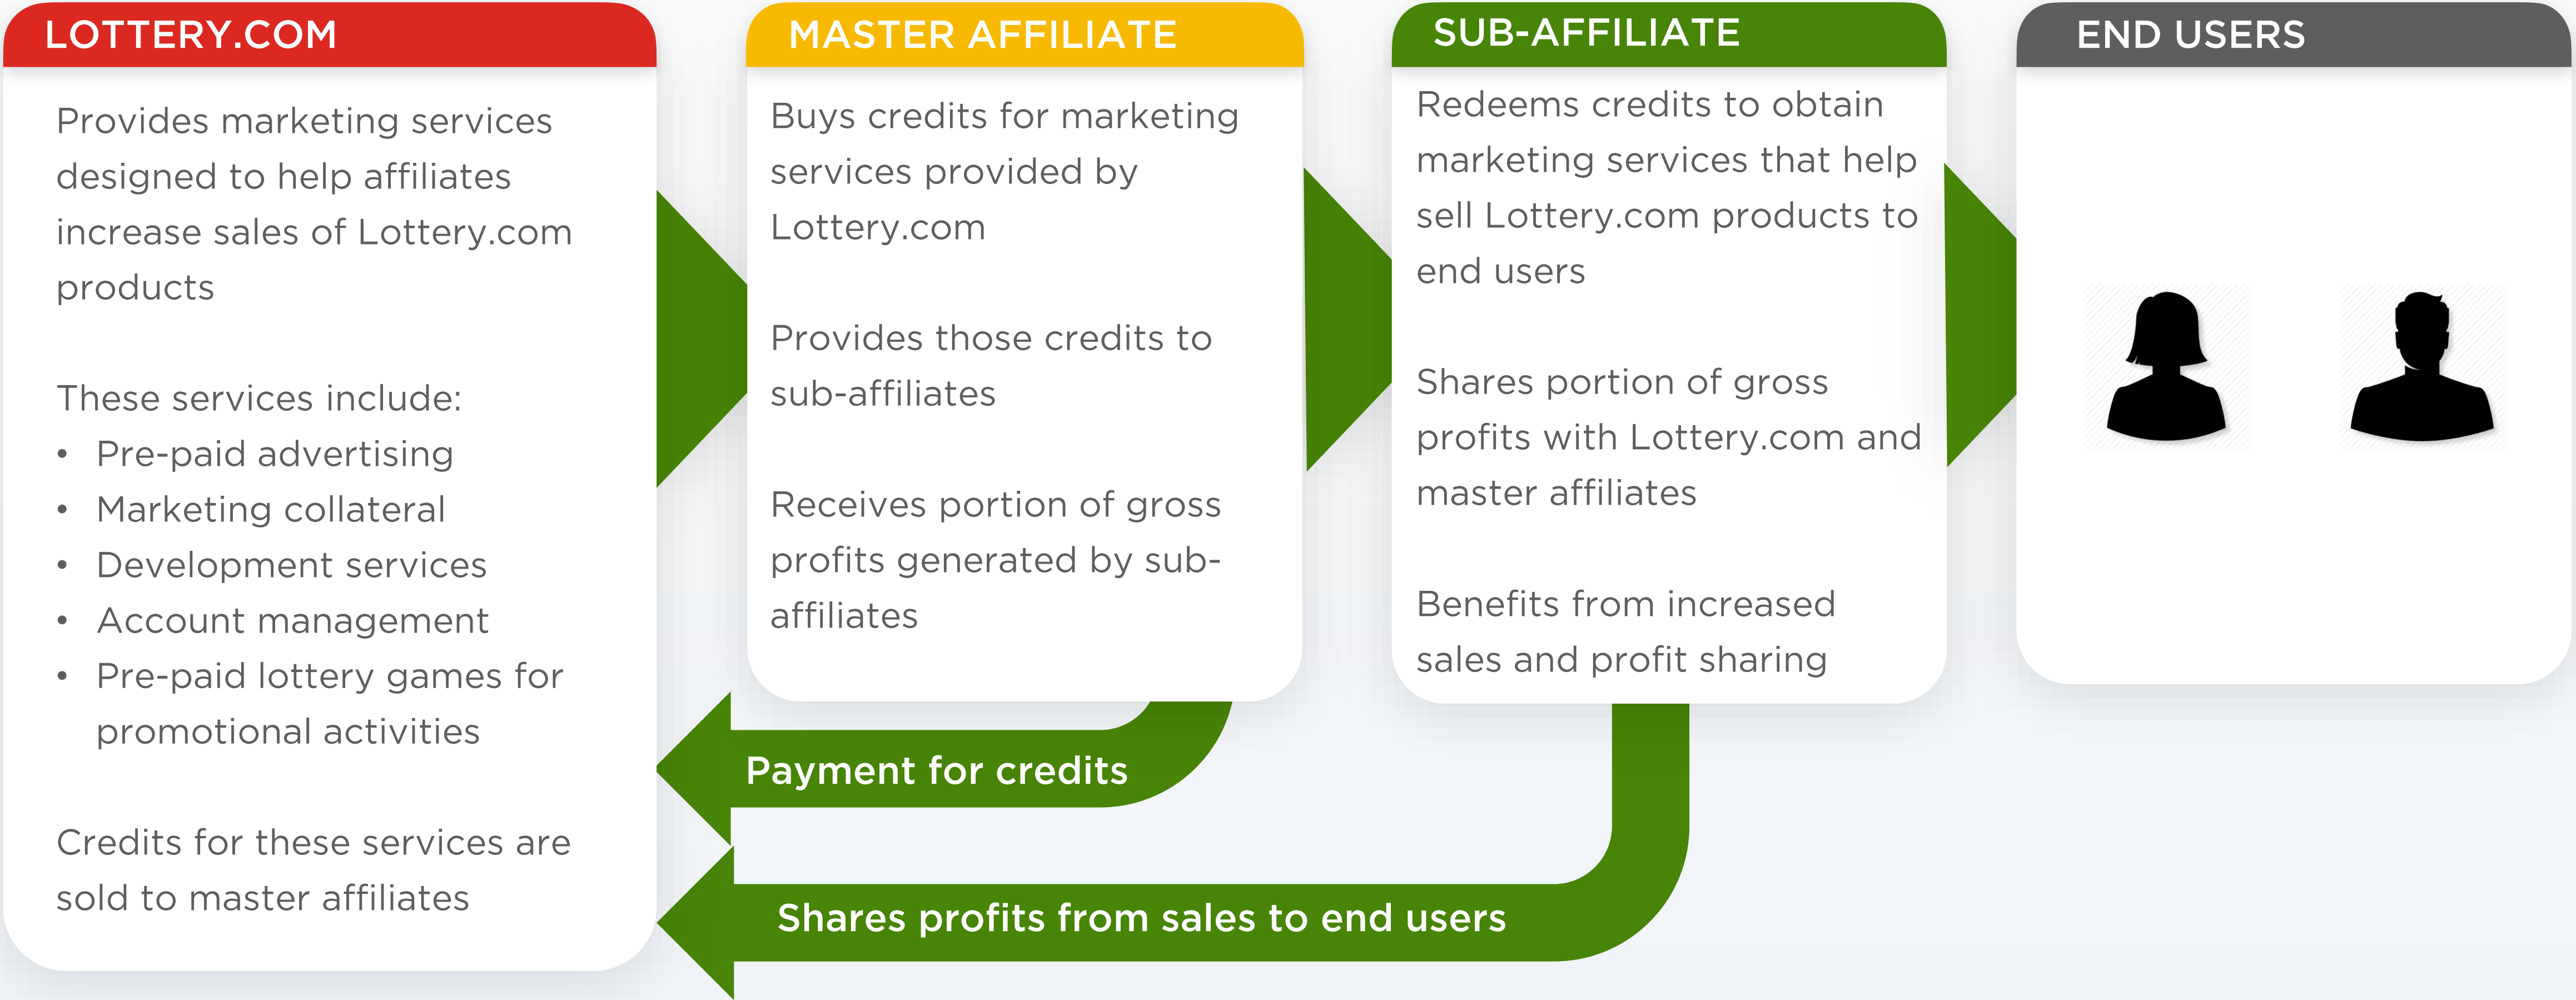 LOTTERY.COM
Provides marketing services
designed to help affiliates
increase sales of Lottery.com
products
These services include:
• Pre-paid advertising
• Marketing collateral
• Development services
• Account management
• Pre-paid lottery games for
promotional activities
Credits for these services are
sold to master affiliates
MASTER AFFILIATE
Buys credits for marketing
services provided by
Lottery.com
Provides those credits to
sub-affiliates
Receives portion of gross
profits generated by sub-
affiliates
SUB-AFFILIATE
Redeems credits to obtain
marketing services that help
sell Lottery.com products to
end users
Shares portion of gross
profits with Lottery.com and
master affiliates
Benefits from increased
sales and profit sharing
END USERS
Payment for credits
Shares profits from sales to end users